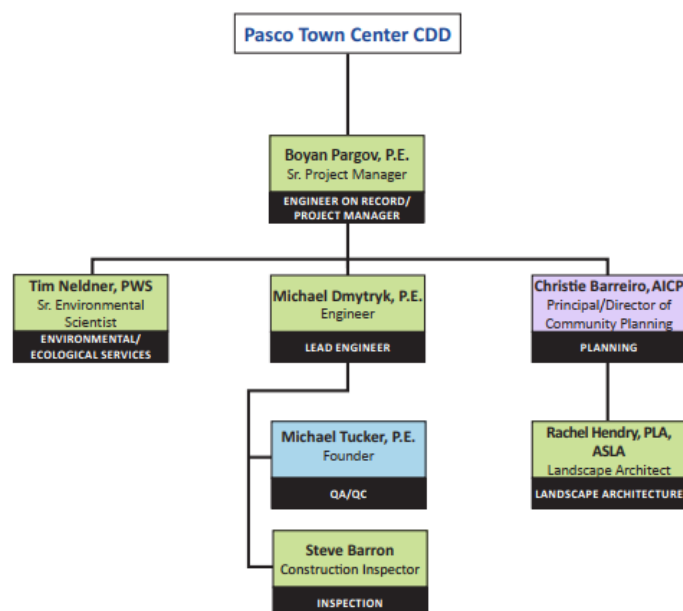 Pasco Town Center CDD
Boyan Pargov, P.E.
Sr. Project Manager
ENGINEER ON RECORD/
PROJECT MANAGER
Tim Neldner, PWS
Sr. Environmental
Scientist
ENVIRONMENTAL/
ECOLOGICAL SERVICES
Michael Dmytryk, P.E.
Engineer
LEAD ENGINEER
Christie Barreiro, AICP
Principal/Director of
Community Planning
PLANNING
Michael Tucker, P.E.
Founder
QA/QC
Rachel Hendry, PLA,
ASLA
Landscape Architect
LANDSCAPE ARCHITECTURE
Steve Barron
Construction Inspector
INSPECTION